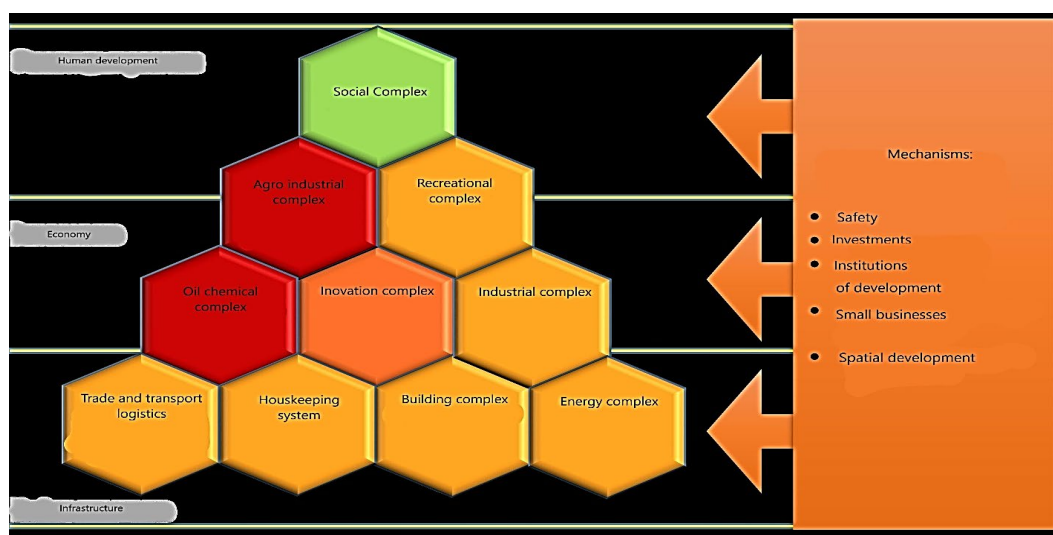 Human development
Social Complex
Mechanisms:
Agro industrial
complex
Recreational
complex
Safety
Economy
Investments
Institutions
of development
Oil chemical
complex
Inovation complex
Industrial complex
Small businesses
Spatial development
Trade and transport
logistics
Houskeeping
system
Building complex
Energy complex
Infrastructure